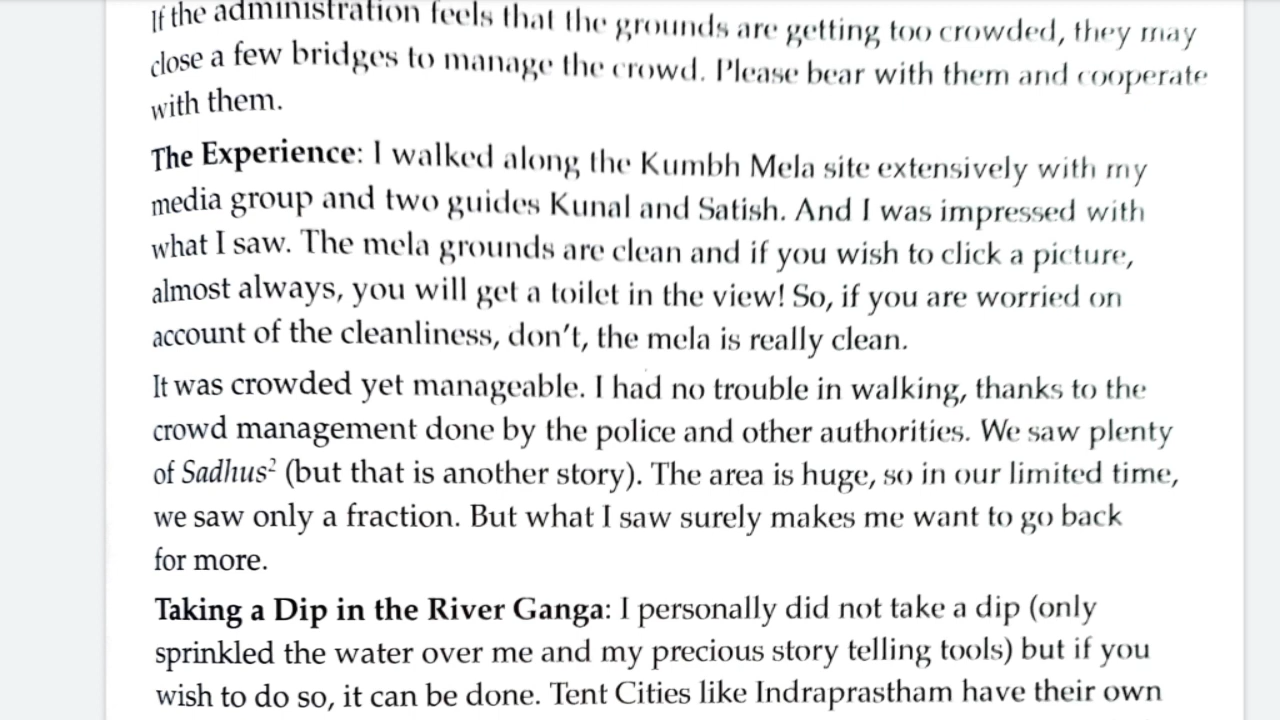 If the administration feels that the grounds are getting too crowded, they may
close a few bridges to manage the crowd. Please bear with them and cooperate
with them.
The Experience: I walked along the Kumbh Mela site extensively with my
media group and two guides Kunal and Satish. And I was impressed with
what I saw. The mela grounds are clean and if you wish to click a picture,
almost always, you will get a toilet in the view! So, if you are worried on
account of the cleanliness, don't, the mela is really clean.
It was crowded yet manageable. I had no trouble in walking, thanks to the
crowd management done by the police and other authorities. We saw plenty
of Sadhus² (but that is another story). The area is huge, so in our limited time,
we saw only a fraction. But what I saw surely makes me want to go back
for more.
Taking a Dip in the River Ganga: I personally did not take a dip (only
sprinkled the water over me and my precious story telling tools) but if you
wish to do so, it can be done. Tent Cities like Indraprastham have their own